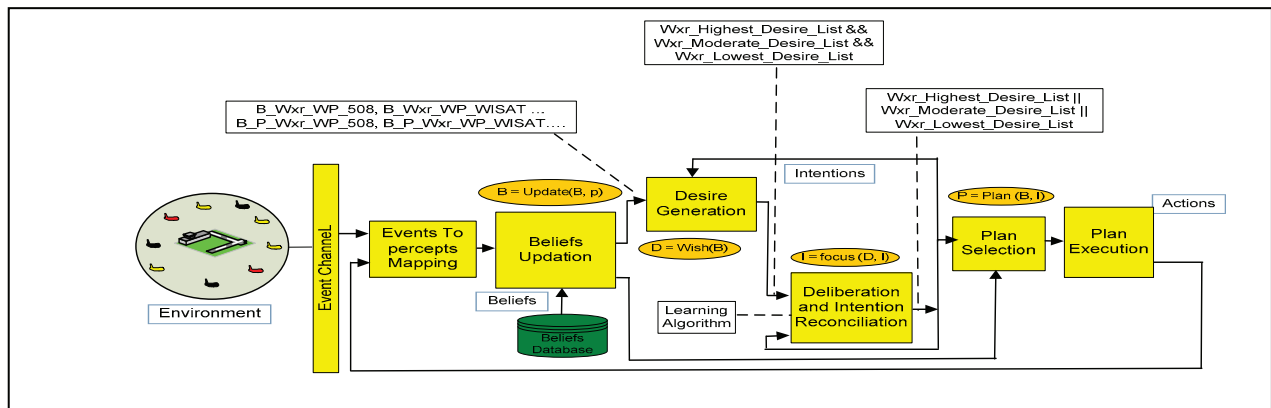 Wxr_Highest_Desire_List &&
Wxr_Moderate_Desire_List &&
Wxr_Lowest_Desire_List
Wxr_Highest_Desire_List ||
Wxr_Moderate_Desire_List ||
Wxr_Lowest_Desire_List
B_Wxr_WP_508, B_Wxr_WP_WISAT ...
B_P_Wxr_WP_508, B_P_Wxr_WP_WISAT....
Intentions
B = Update(B, p)
Desire
Generation
P = Plan (B, I)
Actions
Event Channel
Events To
percepts
Mapping
Beliefs
Updation
D = Wish(B)
I = focus (D, I)
Plan
Selection
Plan
Execution
Environment
Beliefs
Learning
Algorithm
Deliberation
and Intention
Reconciliation
Beliefs
Database